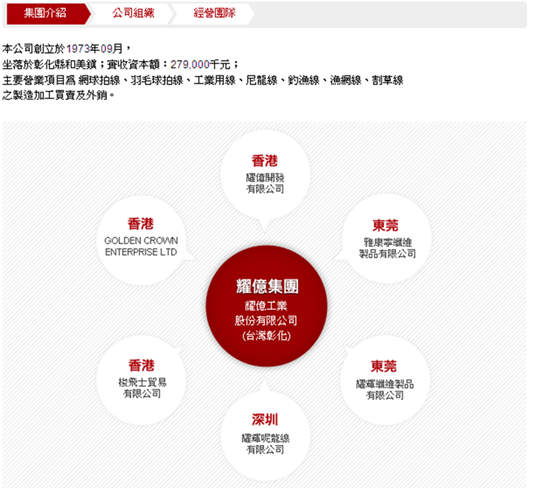 集團介紹
公司組織
經營團隊
本公司創立於1973年09月，
坐落於彰化縣和美鎮；實收資本額：279,000千元；
主要營業項目為 網球拍線、羽毛球拍線、工業用線、尼龍線、釣漁線、漁網線、割草線
之製造加工買賣及外銷。
香港
耀億開發
有限公司
香港
GOLDEN CROWN
ENTERPRISE LTD
東莞
雅康寧纖維
製品有限公司
耀億集團
耀億工業
股份有限公司
(台灣彰化)
香港
梭飛士貿易
有限公司
東莞
耀輝纖維製品
有限公司
深圳
耀輝呢龍線
有限公司